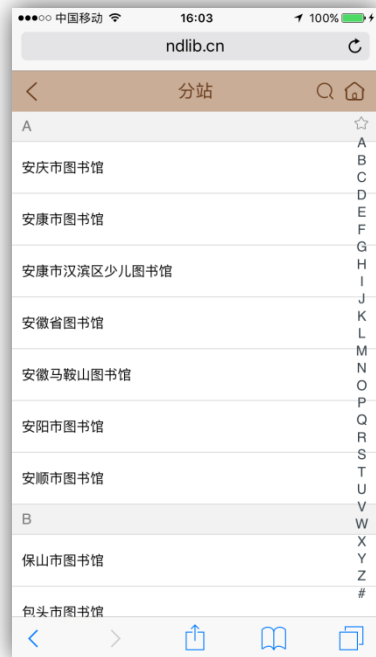 中国移动 16:03 100%
ndlib.cn
分站
A
安庆市图书馆
安康市图书馆
安康市汉滨区少儿图书馆
安徽省图书馆
安徽马鞍山图书馆
安阳市图书馆
安顺市图书馆
B
保山市图书馆
包头市图书馆
A
B
C
D
E
F
G
H
I
J
K
L
M
N
O
P
Q
R
S
T
U
V
W
X
Y
Z
#